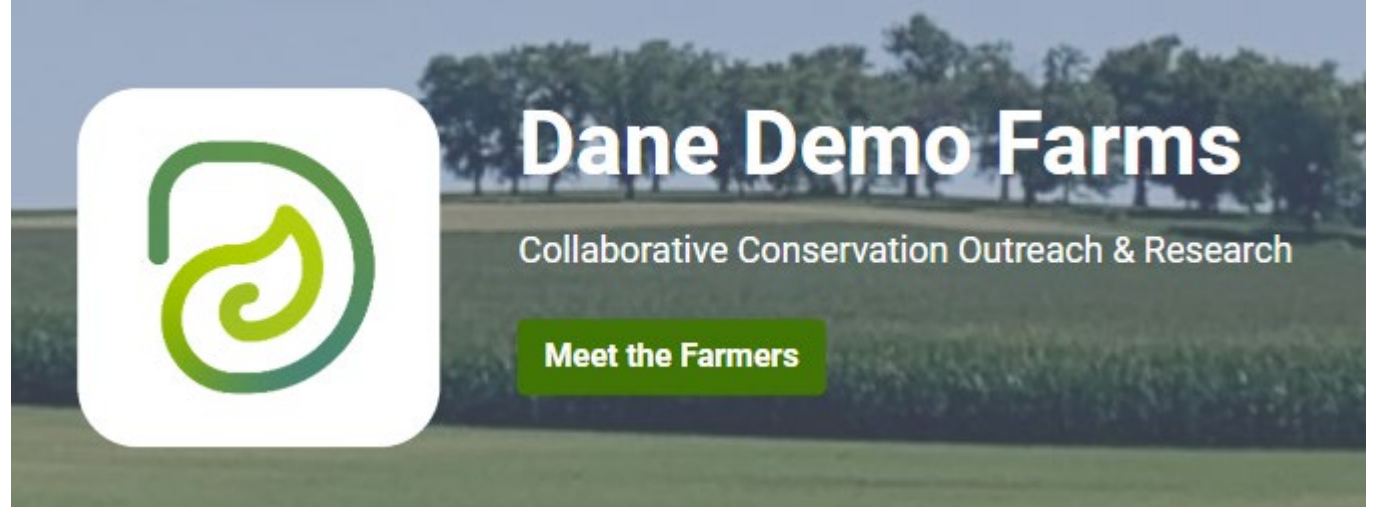 Dane Demo Farms
Collaborative Conservation Outreach & Research
Meet the Farmers